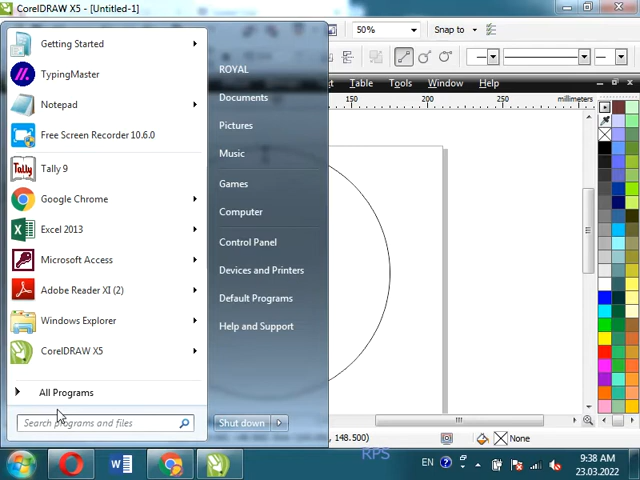 CorelDRAW X5 - [Untitled-1]
50%
Snap to
Table
Tools
Window
Help
150
200
250
millimeters
Getting Started
TypingMaster
Notepad
Free Screen Recorder 10.6.0
Tally 9
Google Chrome
Excel 2013
Microsoft Access
Adobe Reader XI (2)
Windows Explorer
CorelDRAW X5
All Programs
Search programs and files
ROYAL
Documents
Pictures
Music
Games
Computer
Control Panel
Devices and Printers
Default Programs
Help and Support
Shut down
, 148.500)
None
RPS
EN
9:38 AM
23.03.2022